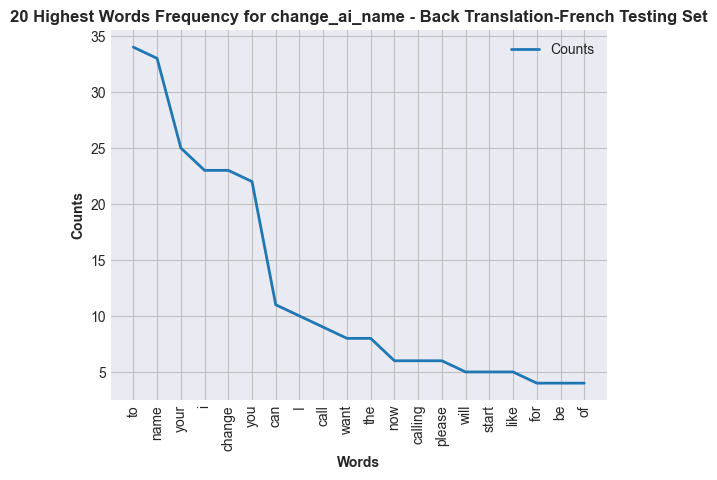 20 Highest Words Frequency for change_ai_name - Back Translation-French Testing Set
Counts
35
30
25
20
15
10
5
Counts
to
name
your
i
change
you
can
I
call
want
the
now
calling
please
will
start
like
for
be
of
Words